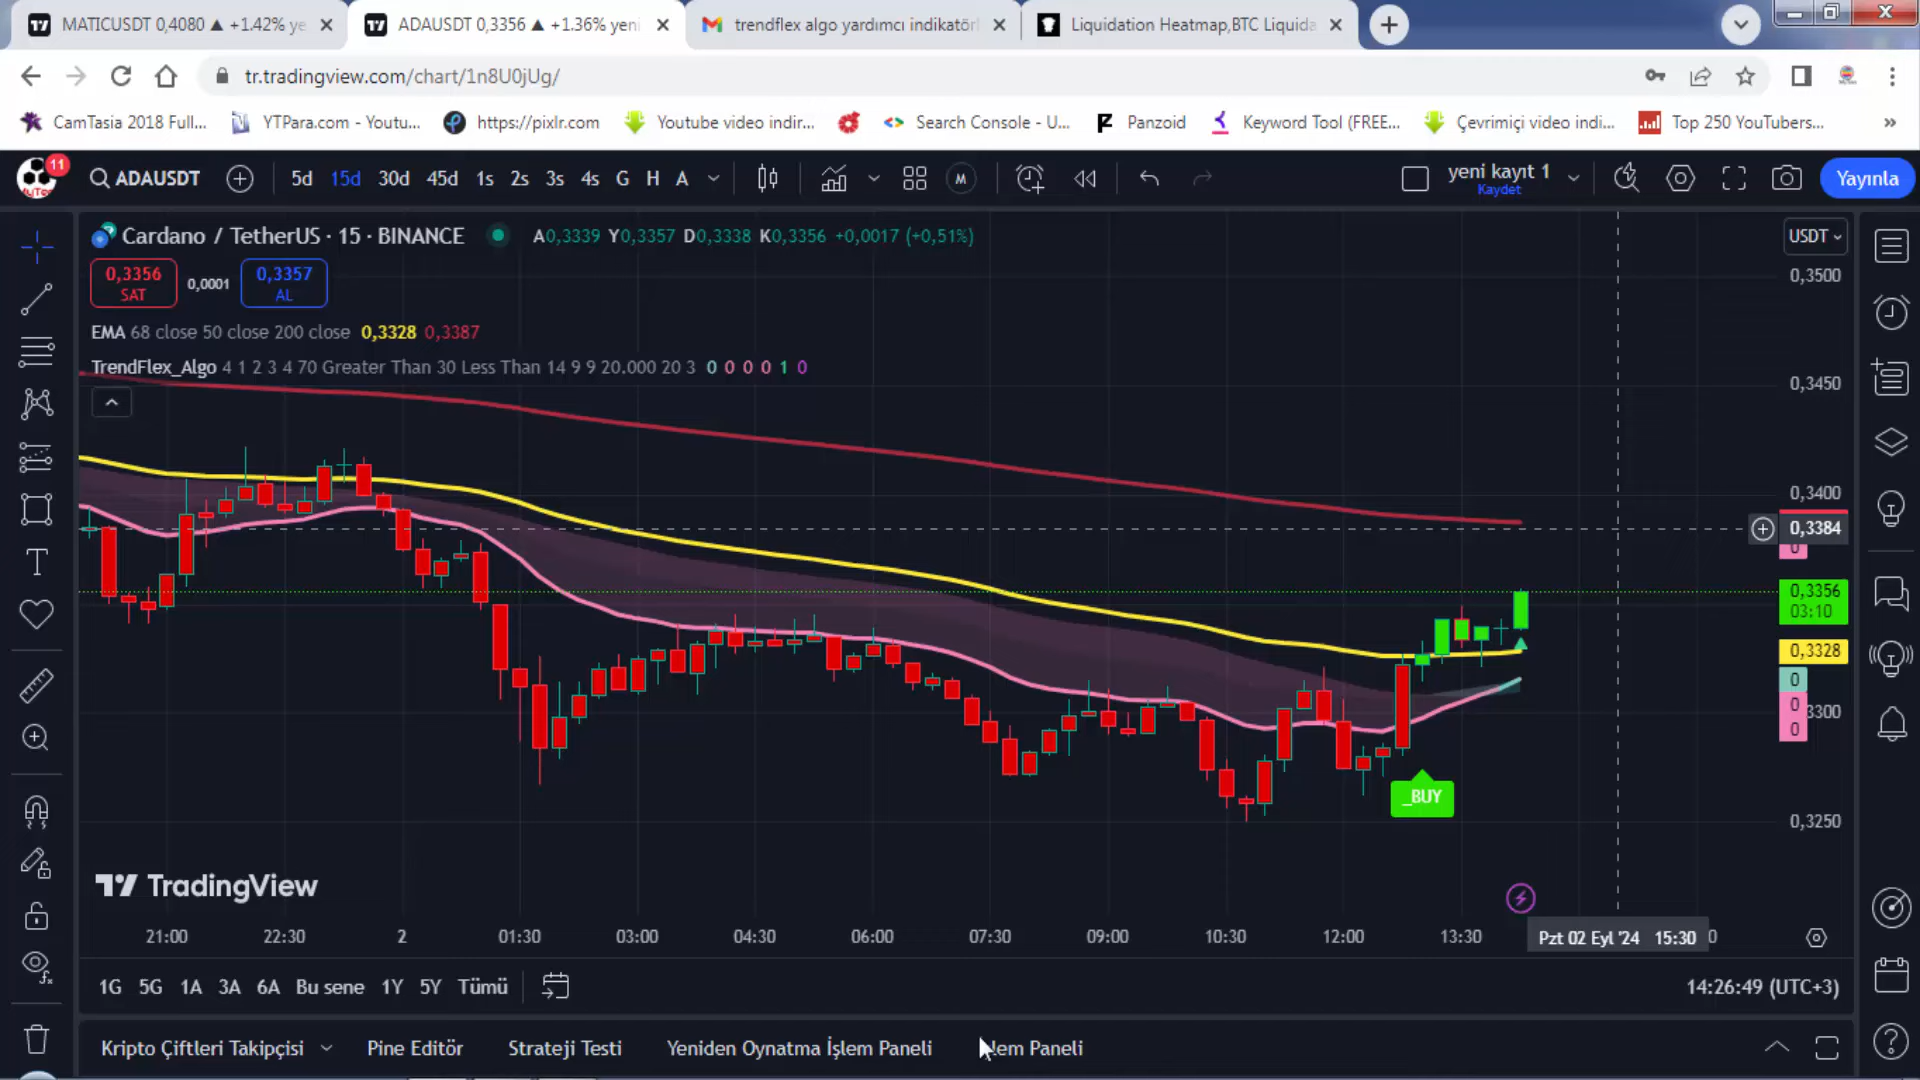 MATICUSDT 0,4080 ▲ +1.42% ye
ADAUSDT 0,3356 ▲ +1.36% yeni
trendflex algo yardımcı indikatörl
Liquidation Heatmap,BTC Liquida
tr.tradingview.com/chart/1n8U0jUg/
CamTasia 2018 Full...
YTPara.com - Youtu...
https://pixlr.com
Youtube video indir...
Search Console - U...
Panzoid
Keyword Tool (FREE...
Çevrimiçi video indi...
Top 250 YouTubers...
»
11
ADAUSDT
5d 15d 30d 45d 1s 2s 3s 4s G H A
M
yeni kayıt 1
Kaydet
Yayınla
Cardano / TetherUS · 15 · BINANCE
A0,3339 Y0,3357 D0,3338 K0,3356 +0,0017 (+0,51%)
USDT
0,3356
SAT
0,0001
0,3357
AL
EMA 68 close 50 close 200 close 0,3328 0,3387
TrendFlex_Algo 4 1 2 3 4 70 Greater Than 30 Less Than 14 9 9 20.000 20 3 0 0 0 0 1 0
0,3500
0,3450
0,3400
0,3384
0
0,3356
03:10
0,3328
0
0
3300
0
0,3250
_BUY
TradingView
21:00 22:30 2 01:30 03:00 04:30 06:00 07:30 09:00 10:30 12:00 13:30
Pzt 02 Eyl '24 15:30
0
1G 5G 1A 3A 6A Bu sene 1Y 5Y Tümü
14:26:49 (UTC+3)
Kripto Çiftleri Takipçisi
Pine Editör
Strateji Testi
Yeniden Oynatma İşlem Paneli
lem Paneli